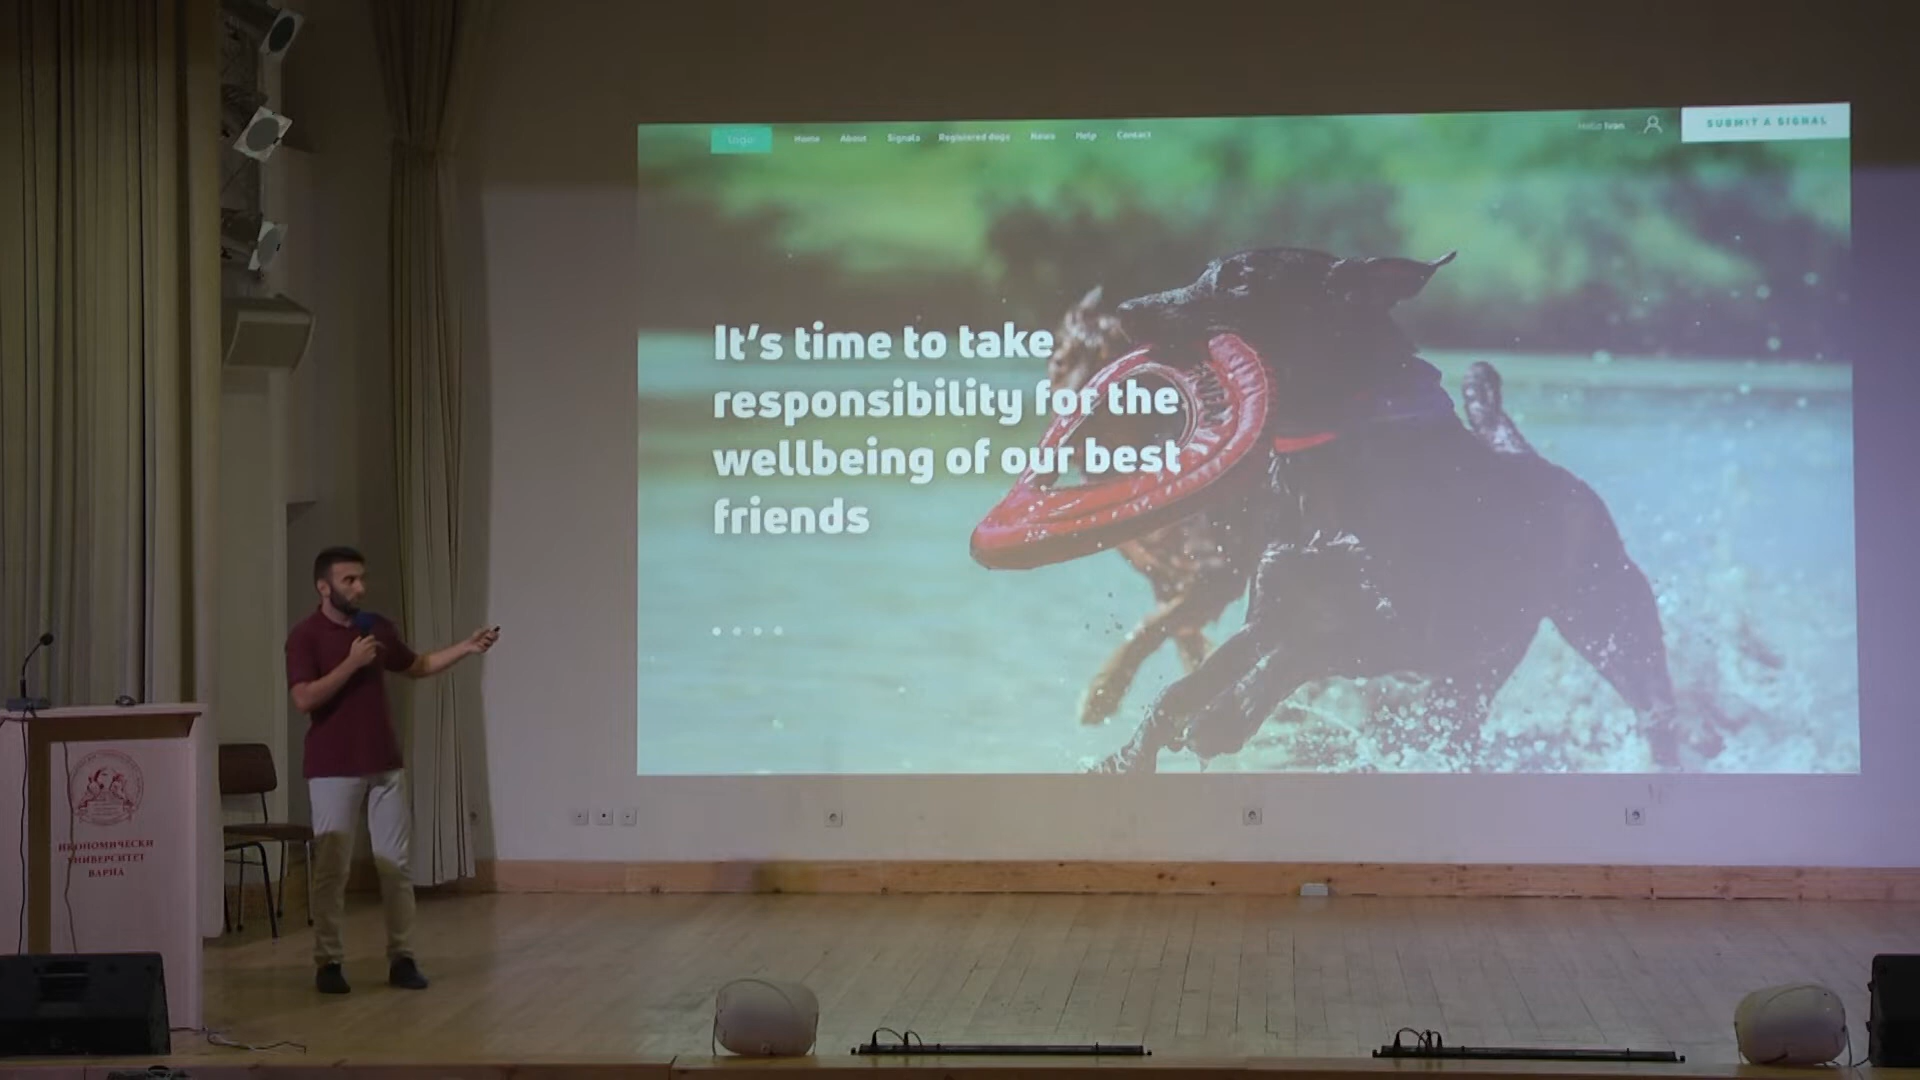 Logo
Home About Signals Registered dogs News Help Contact
Hello Ivan
SUBMIT A SIGNAL
It's time to take
responsibility for the
wellbeing of our best
friends
ИКОНОМИЧЕСКИ
УНИВЕРСИТЕТ
ВАРНА